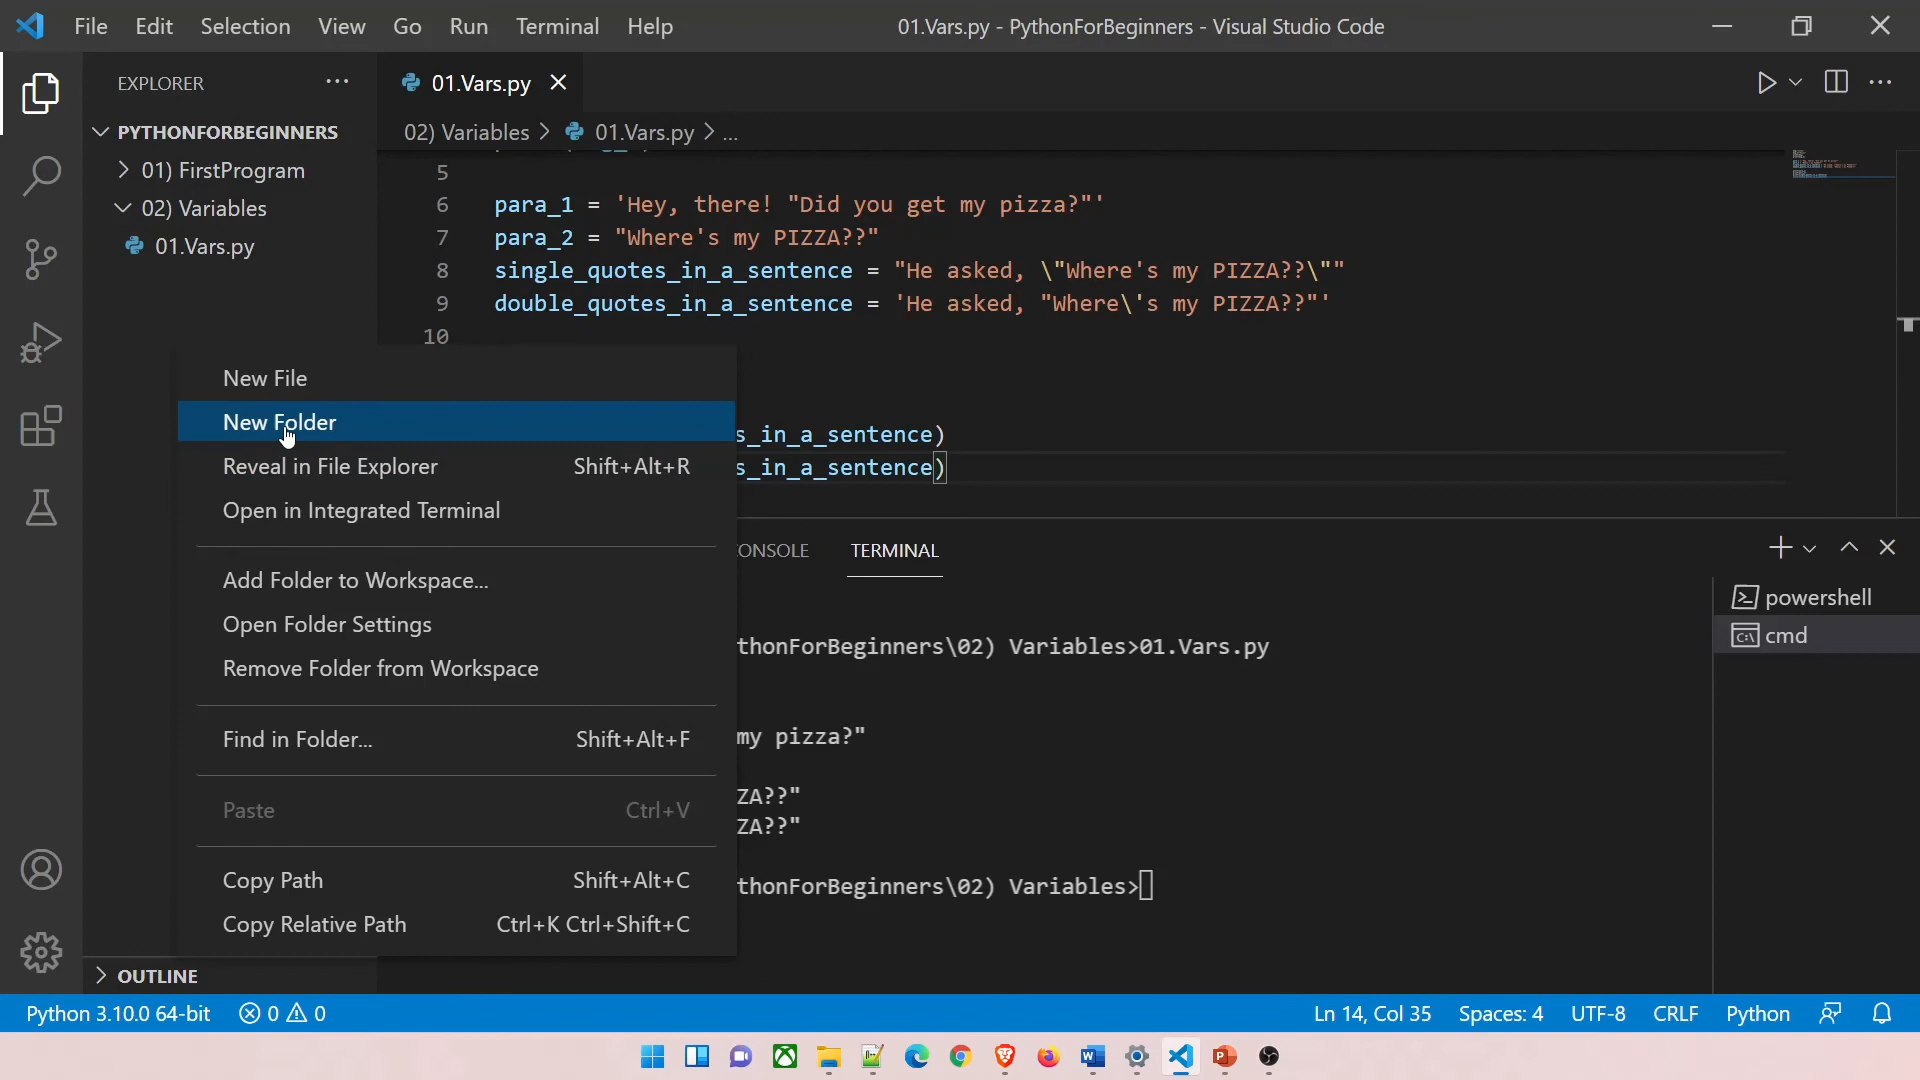 File Edit Selection View Go Run Terminal Help
01.Vars.py - PythonForBeginners - Visual Studio Code
EXPLORER
PYTHONFORBEGINNERS
01) FirstProgram
02) Variables
01.Vars.py
01.Vars.py
02) Variables > 01.Vars.py > ...
5
6 para_1 = 'Hey, there! "Did you get my pizza?"'
7 para_2 = "Where's my PIZZA??"
8 single_quotes_in_a_sentence = "He asked, \"Where's my PIZZA??\""
9 double_quotes_in_a_sentence = 'He asked, "Where\'s my PIZZA??"'
10
s_in_a_sentence)
s_in_a_sentence)
New File
New Folder
Reveal in File Explorer Shift+Alt+R
Open in Integrated Terminal
Add Folder to Workspace...
Open Folder Settings
Remove Folder from Workspace
Find in Folder... Shift+Alt+F
Paste Ctrl+V
Copy Path Shift+Alt+C
Copy Relative Path Ctrl+K Ctrl+Shift+C
ONSOLE TERMINAL
thonForBeginners\02) Variables>01.Vars.py
my pizza?"
ZA??"
ZA??"
thonForBeginners\02) Variables>
powershell
cmd
OUTLINE
Python 3.10.0 64-bit 0 0
Ln 14, Col 35 Spaces: 4 UTF-8 CRLF Python